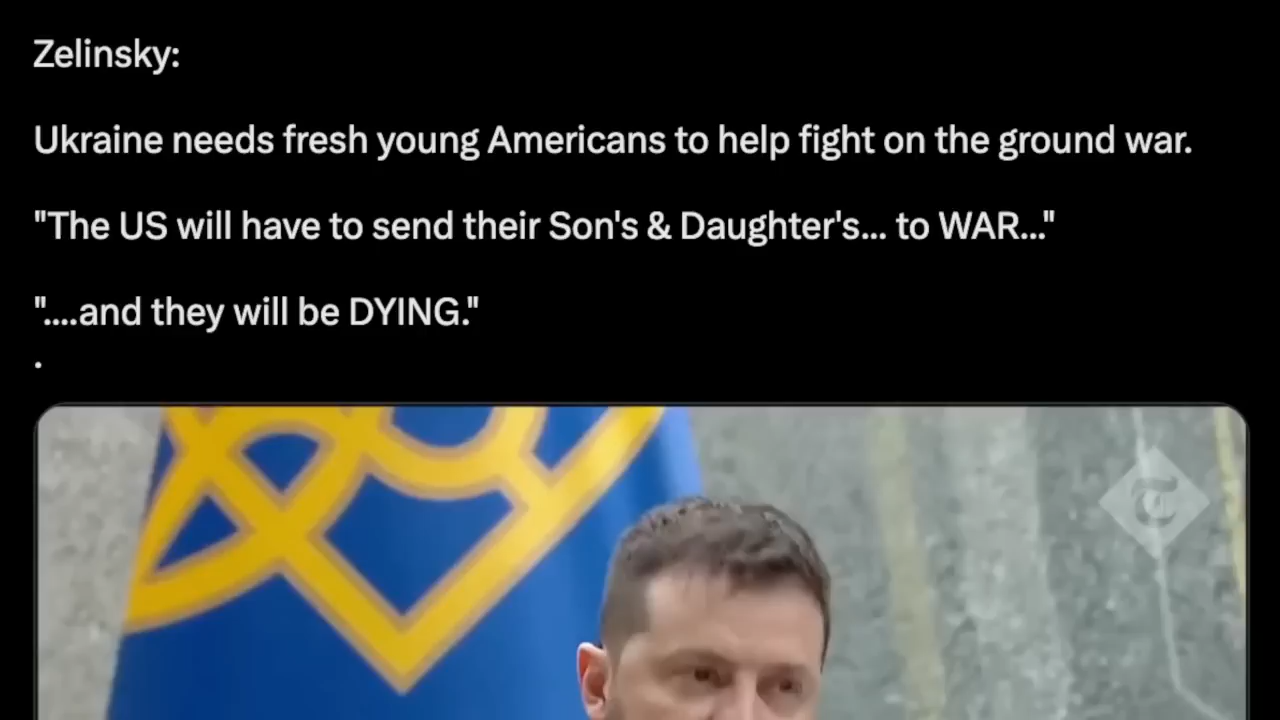 Zelinsky:
Ukraine needs fresh young Americans to help fight on the ground war.
"The US will have to send their Son's & Daughter's... to WAR..."
"....and they will be DYING."
.
T